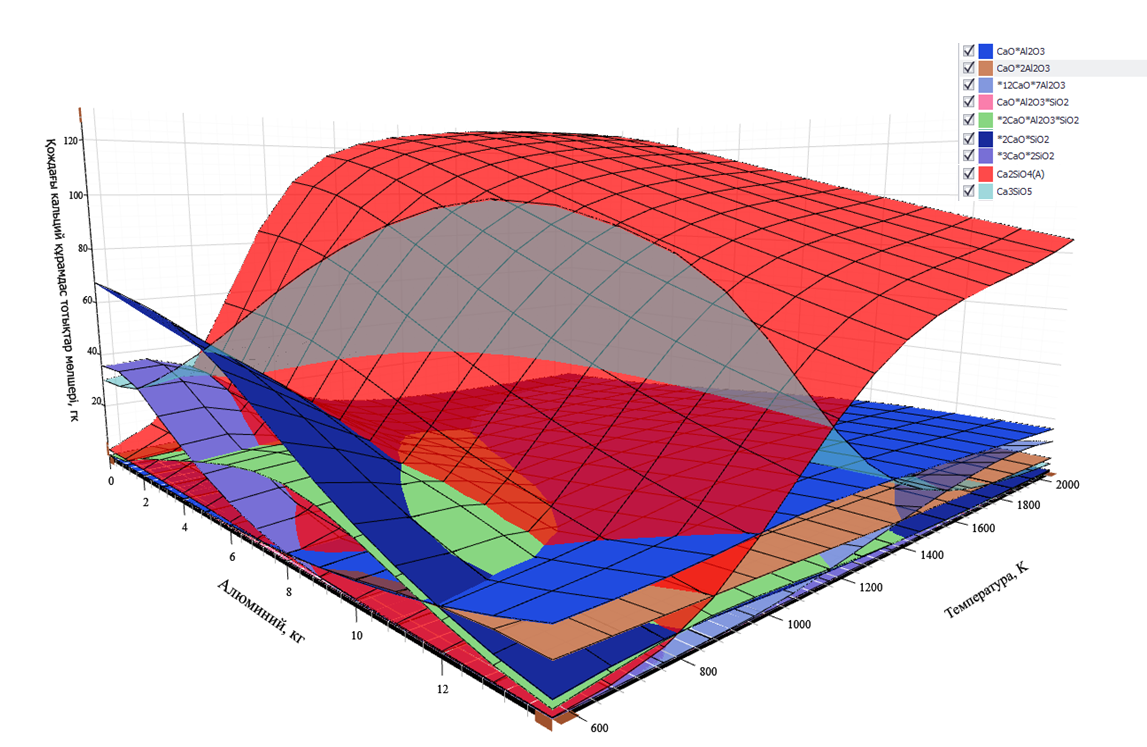 CaO*Al2O3
CaO*2Al2O3
*12CaO*7Al2O3
CaO*Al2O3*SiO2
*2CaO*Al2O3*SiO2
*2CaO*SiO2
*3CaO*2SiO2
Ca2SiO4(A)
Ca3SiO5
Қождағы кальций құрамдас тотықтар мөлшері, гк
120
100
80
60
40
20
0
2
4
6
8
10
12
Алюминий, кг
600
800
1000
1200
1400
1600
1800
2000
Температура, К